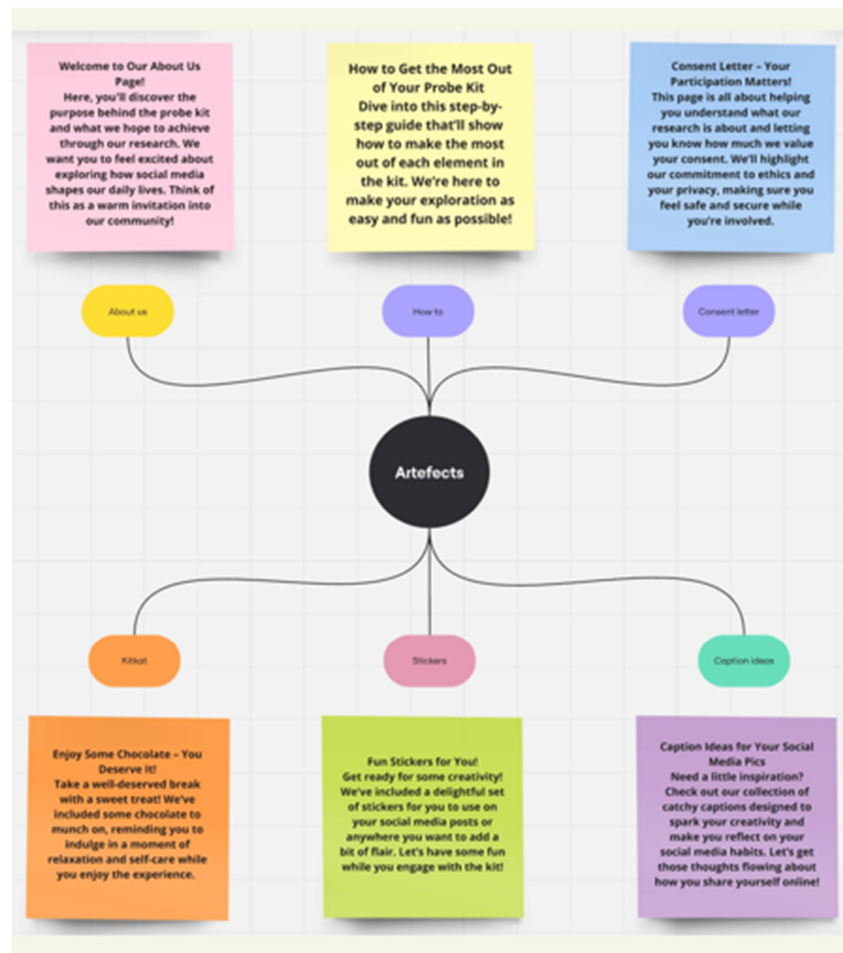 Welcome to Our About Us
Page!
Here, you'll discover the
purpose behind the probe kit
and what we hope to achieve
through our research. We
want you to feel excited about
exploring how social media
shapes our daily lives. Think of
this as a warm invitation into
our community!
How to Get the Most Out
of Your Probe Kit
Dive into this step-by-
step guide that'll show
how to make the most
out of each element in
the kit. We're here to
make your exploration as
easy and fun as possible!
Consent Letter – Your
Participation Matters!
This page is all about helping
you understand what our
research is about and letting
you know how much we value
your consent. We'll highlight
our commitment to ethics and
your privacy, making sure you
feel safe and secure while
you're involved.
About us
How to
Consent letter
Artefects
Kitkat
Stickers
Caption ideas
Enjoy Some Chocolate – You
Deserve It!
Take a well-deserved break
with a sweet treat! We've
included some chocolate to
munch on, reminding you to
indulge in a moment of
relaxation and self-care while
you enjoy the experience.
Fun Stickers for You!
Get ready for some creativity!
We've included a delightful set
of stickers for you to use on
your social media posts or
anywhere you want to add a
bit of flair. Let's have some fun
while you engage with the kit!
Caption Ideas for Your Social
Media Pics
Need a little inspiration?
Check out our collection of
catchy captions designed to
spark your creativity and
make you reflect on your
social media habits. Let's get
those thoughts flowing about
how you share yourself online!